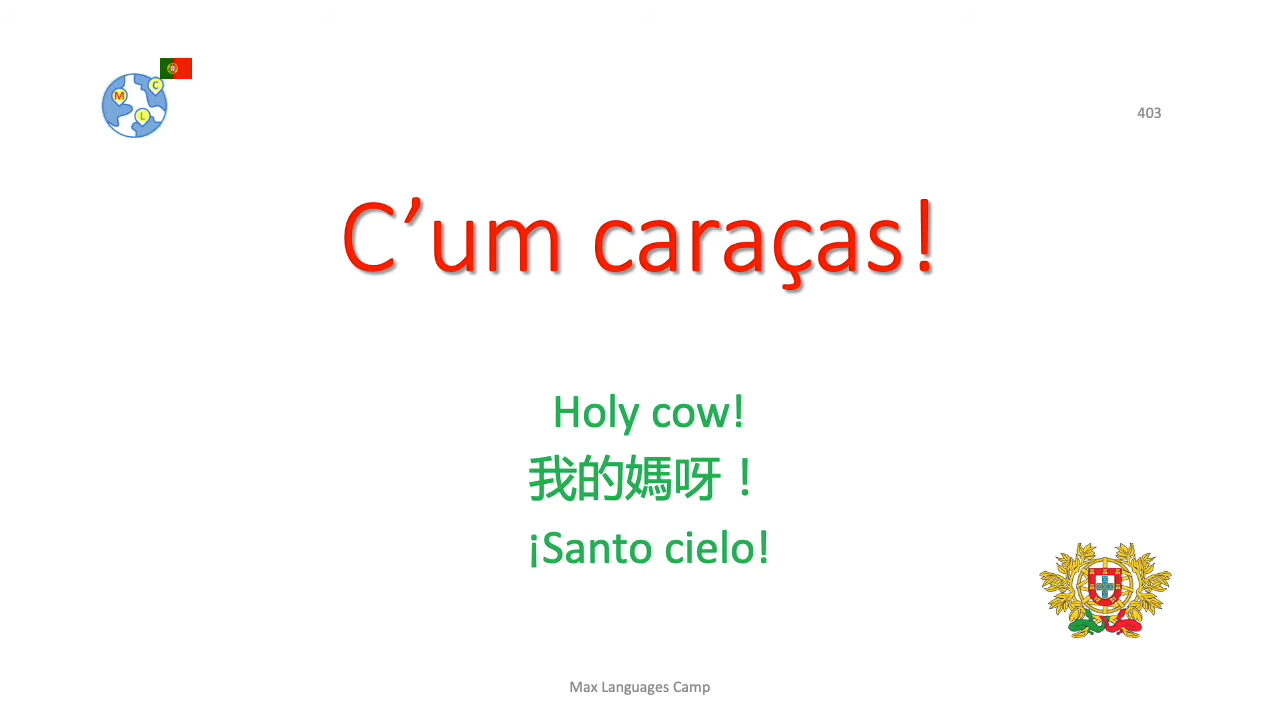 M C L
403
C’um caraças!
Holy cow!
我的媽呀！
¡Santo cielo!
Max Languages Camp